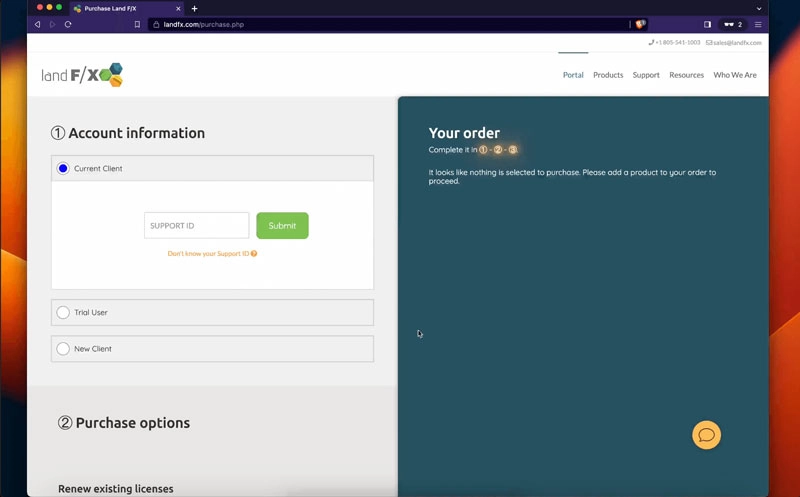 Purchase Land F/X
landfx.com/purchase.php
2
+1 805-541-1003 sales@landfx.com
land F/X
Portal Products Support Resources Who We Are
① Account information
Current Client
SUPPORT ID
Submit
Don't know your Support ID
Trial User
New Client
② Purchase options
Renew existing licenses
Your order
Complete it in ① - ② - ③
It looks like nothing is selected to purchase. Please add a product to your order to
proceed.